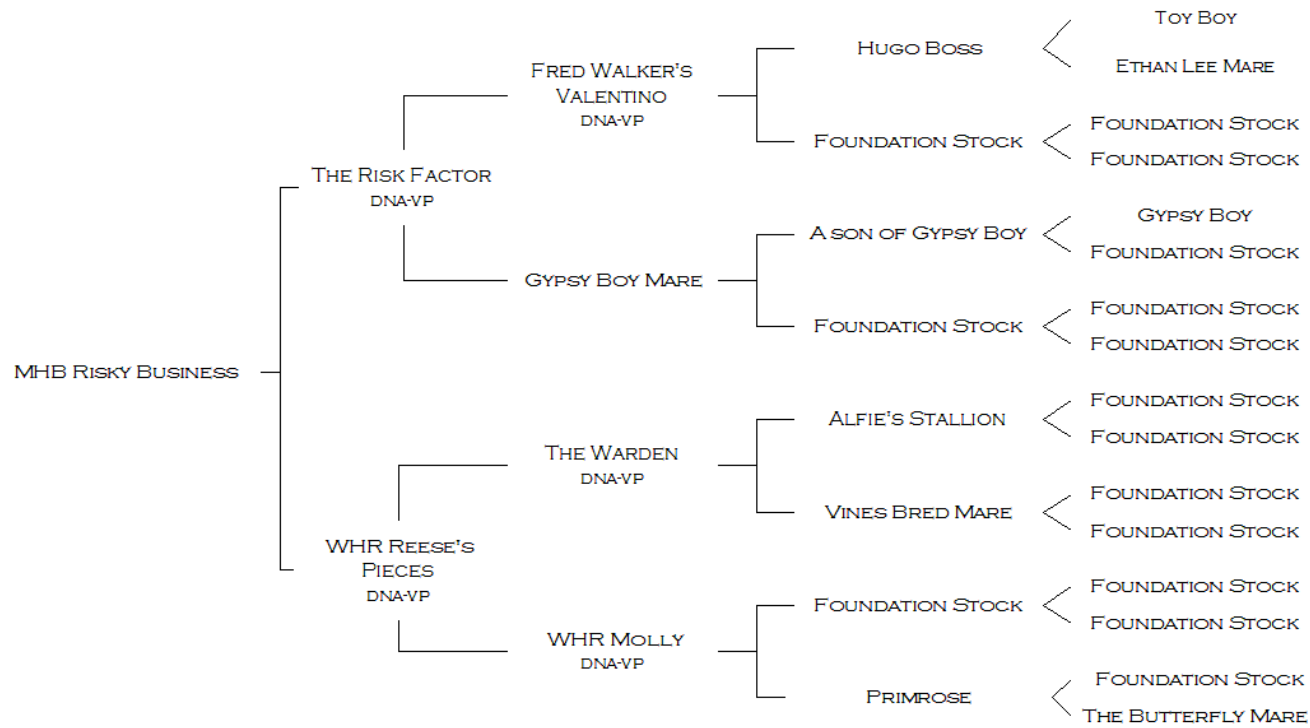 Toy Boy
Hugo Boss
Ethan Lee Mare
Fred Walker's
Valentino
DNA-VP
Foundation Stock
Foundation Stock
Foundation Stock
The Risk Factor
DNA-VP
Gypsy Boy
A son of Gypsy Boy
Foundation Stock
Gypsy Boy Mare
Foundation Stock
Foundation Stock
Foundation Stock
MHB Risky Business
Foundation Stock
Alfie's Stallion
Foundation Stock
The Warden
DNA-VP
Foundation Stock
Vines Bred Mare
Foundation Stock
WHR Reese's
Pieces
DNA-VP
Foundation Stock
Foundation Stock
Foundation Stock
WHR Molly
DNA-VP
Foundation Stock
Primrose
The Butterfly Mare